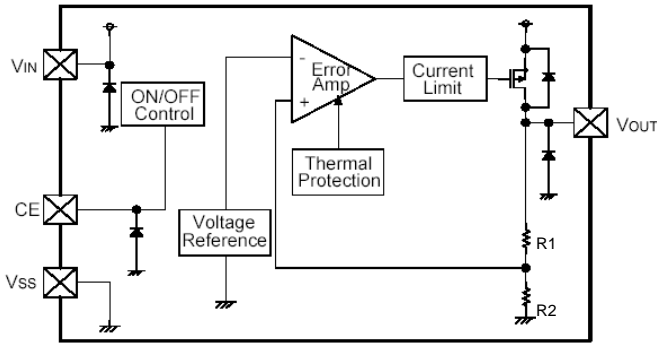 VIN
ON/OFF
Control
-
Error
Amp
+
Current
Limit
VOUT
Thermal
Protection
CE
Voltage
Reference
R1
VSS
R2